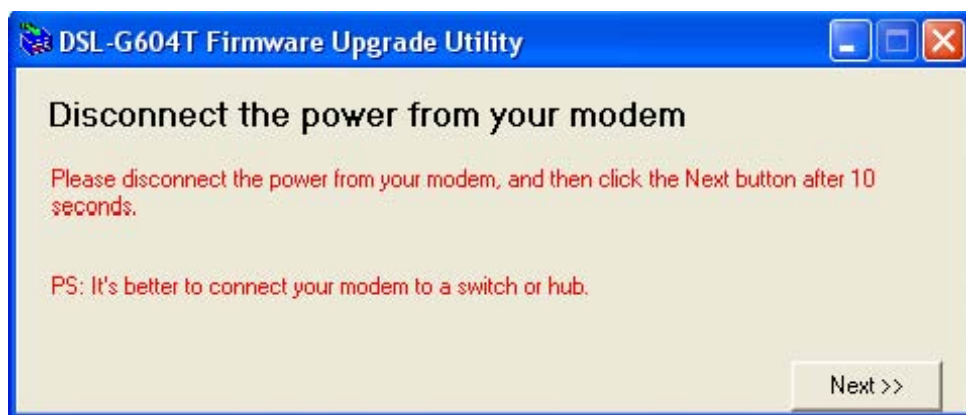 DSL-G604T Firmware Upgrade Utility
Disconnect the power from your modem
Please disconnect the power from your modem, and then click the Next button after 10
seconds.
PS: It's better to connect your modem to a switch or hub.
Next >>